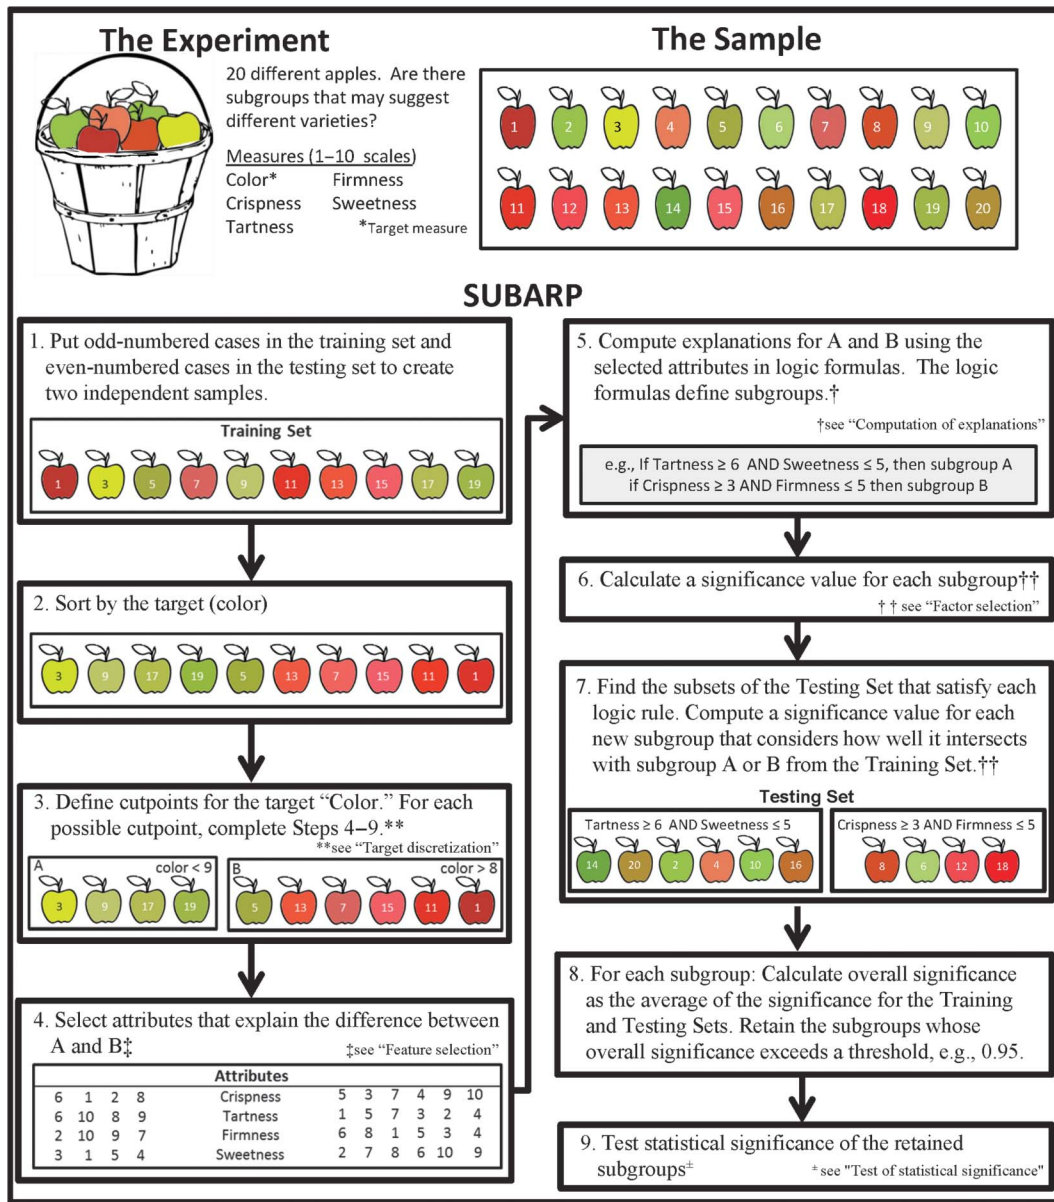 The Experiment
20 different apples. Are there
subgroups that may suggest
different varieties?
Measures (1–10 scales)
Color* Firmness
Crispness Sweetness
Tartness *Target measure
The Sample
1 2 3 4 5 6 7 8 9 10
11 12 13 14 15 16 17 18 19 20
SUBARP
1. Put odd-numbered cases in the training set and
even-numbered cases in the testing set to create
two independent samples.
Training Set
1 3 5 7 9 11 13 15 17 19
2. Sort by the target (color)
3 9 17 19 5 13 7 15 11 1
3. Define cutpoints for the target “Color.” For each
possible cutpoint, complete Steps 4–9.**
**see “Target discretization”
A color < 9
3 9 17 19
B color > 8
5 13 7 15 11 1
4. Select attributes that explain the difference between
A and B‡ ‡see “Feature selection”
Attributes
6 1 2 8 Crispness 5 3 7 4 9 10
6 10 8 9 Tartness 1 5 7 3 2 4
2 10 9 7 Firmness 6 8 1 5 3 4
3 1 5 4 Sweetness 2 7 8 6 10 9
5. Compute explanations for A and B using the
selected attributes in logic formulas. The logic
formulas define subgroups.†
†see “Computation of explanations”
e.g., If Tartness ≥ 6 AND Sweetness ≤ 5, then subgroup A
if Crispness ≥ 3 AND Firmness ≤ 5 then subgroup B
6. Calculate a significance value for each subgroup††
† † see “Factor selection”
7. Find the subsets of the Testing Set that satisfy each
logic rule. Compute a significance value for each
new subgroup that considers how well it intersects
with subgroup A or B from the Training Set.††
Testing Set
Tartness ≥ 6 AND Sweetness ≤ 5
14 20 2 4 10 16
Crispness ≥ 3 AND Firmness ≤ 5
8 6 12 18
8. For each subgroup: Calculate overall significance
as the average of the significance for the Training
and Testing Sets. Retain the subgroups whose
overall significance exceeds a threshold, e.g., 0.95.
9. Test statistical significance of the retained
subgroups± ± see "Test of statistical significance"